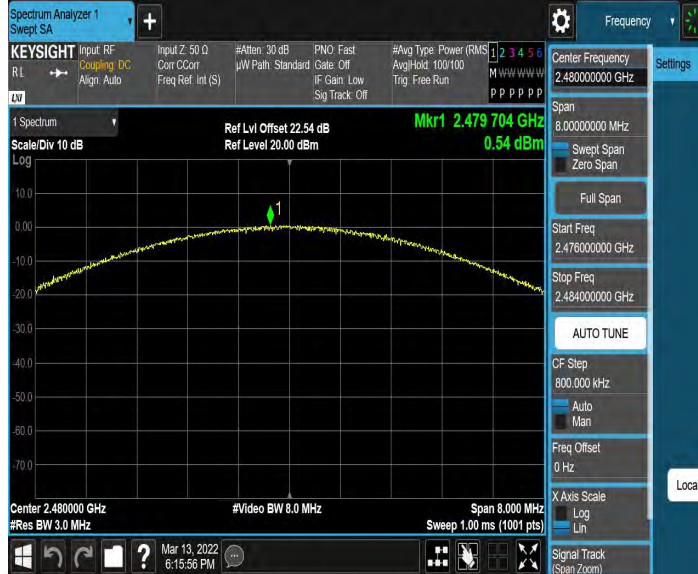 Spectrum Analyzer 1
Swept SA
+
Frequency
KEYSIGHT
RL
LXI
Input: RF
Coupling: DC
Align: Auto
Input Z: 50 Ω
Corr CCorr
Freq Ref: Int (S)
#Atten: 30 dB
µW Path: Standard
PNO: Fast
Gate: Off
IF Gain: Low
Sig Track: Off
#Avg Type: Power (RMS
Avg|Hold: 100/100
Trig: Free Run
1 2 3 4 5 6
M W W W W W
P P P P P P
1 Spectrum
Scale/Div 10 dB
Ref Lvl Offset 22.54 dB
Ref Level 20.00 dBm
Mkr1 2.479 704 GHz
0.54 dBm
Log
10.0
0.00
-10.0
-20.0
-30.0
-40.0
-50.0
-60.0
-70.0
1
Center 2.480000 GHz
#Res BW 3.0 MHz
#Video BW 8.0 MHz
Span 8.000 MHz
Sweep 1.00 ms (1001 pts)
?
Mar 13, 2022
6:15:56 PM
Center Frequency
2.480000000 GHz
Settings
Span
8.00000000 MHz
Swept Span
Zero Span
Full Span
Start Freq
2.476000000 GHz
Stop Freq
2.484000000 GHz
AUTO TUNE
CF Step
800.000 kHz
Auto
Man
Freq Offset
0 Hz
X Axis Scale
Log
Lin
Signal Track
(Span Zoom)
Loca